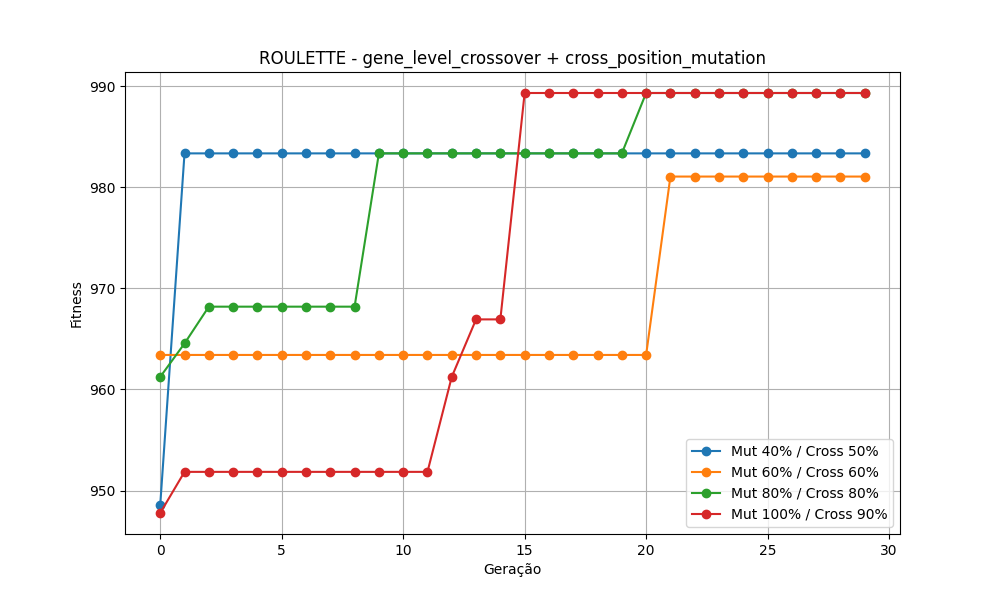 ROULETTE - gene_level_crossover + cross_position_mutation
990
980
970
960
950
Fitness
0 5 10 15 20 25 30
Geração
Mut 40% / Cross 50%
Mut 60% / Cross 60%
Mut 80% / Cross 80%
Mut 100% / Cross 90%